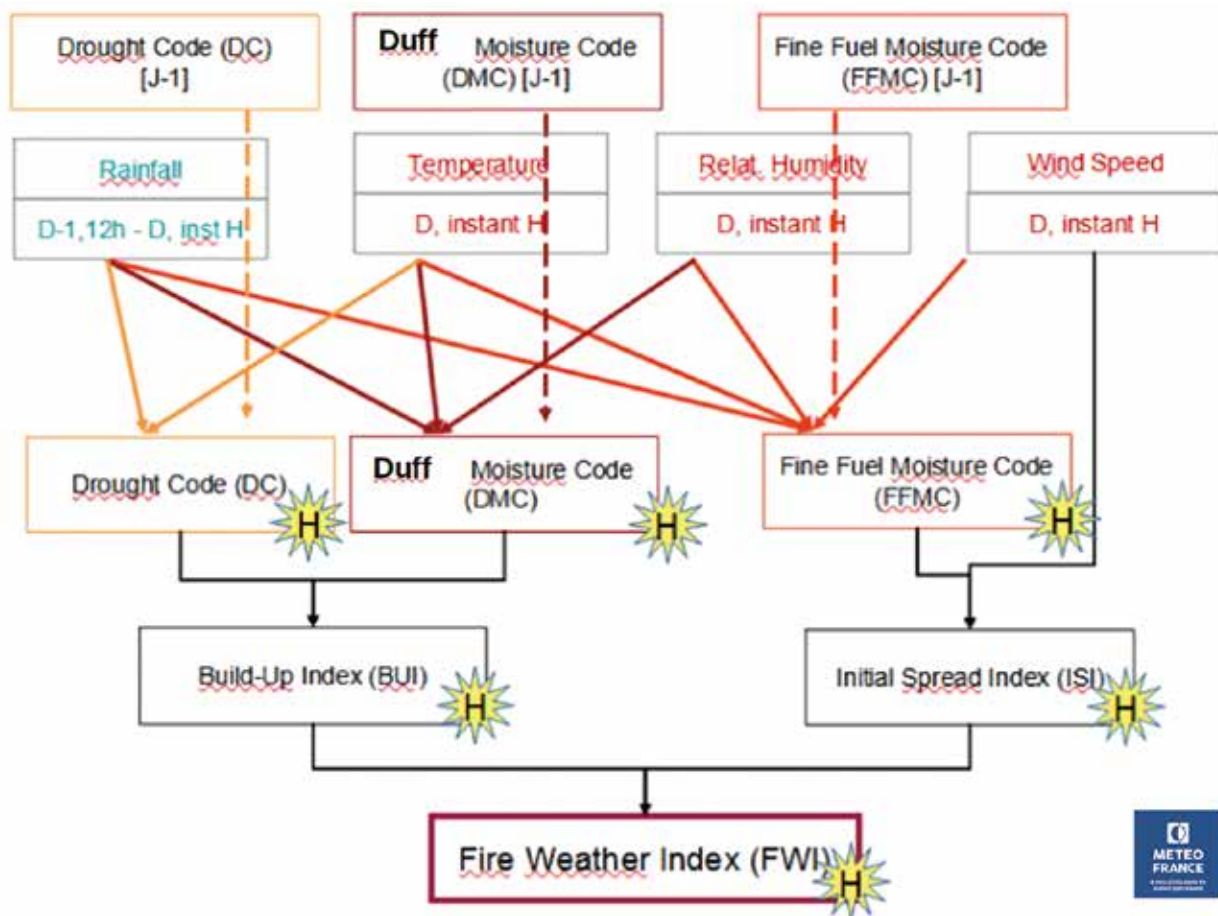 Drought Code (DC)
[J-1]
Duff Moisture Code
(DMC) [J-1]
Fine Fuel Moisture Code
(FFMC) [J-1]
Rainfall
Temperature
Relat. Humidity
Wind Speed
D-1,12h - D, inst H
D, instant H
D, instant H
D, instant H
Drought Code (DC)
H
Duff Moisture Code
(DMC)
H
Fine Fuel Moisture Code
(FFMC)
H
Build-Up Index (BUI)
H
Initial Spread Index (ISI)
H
Fire Weather Index (FWI)
H
METEO
FRANCE